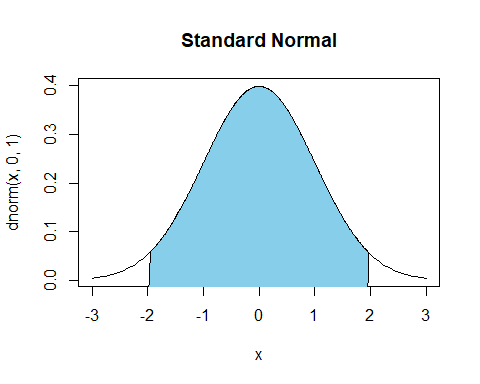 Standard Normal
dnorm(x, 0, 1)
0.4
0.3
0.2
0.1
0.0
-3 -2 -1 0 1 2 3
x